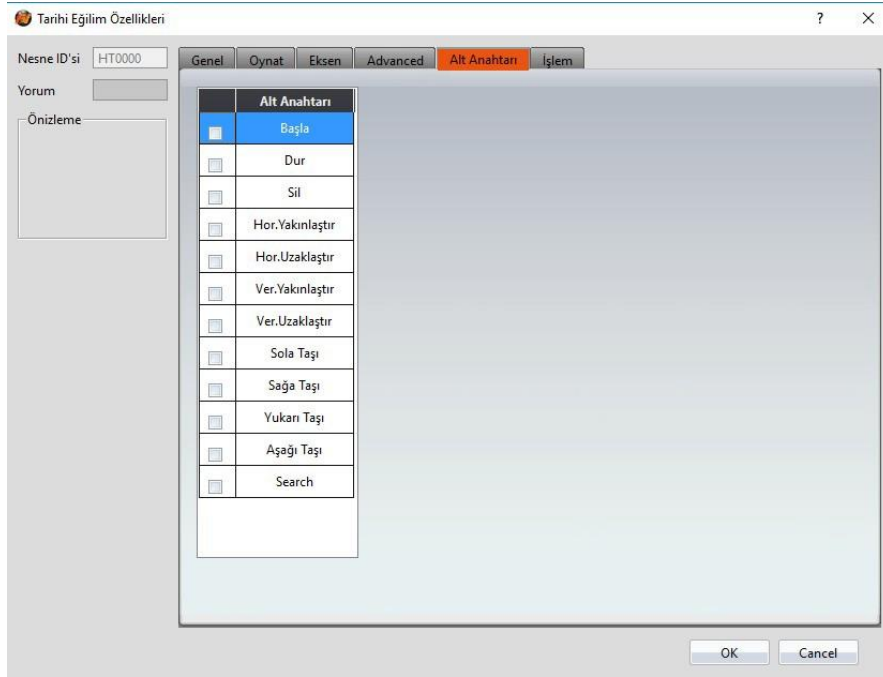 Tarihi Eğilim Özellikleri ?
Nesne ID'si HT0000
Genel Oynat Eksen Advanced Alt Anahtarı İşlem
Yorum
Önizleme
Alt Anahtarı
Başla
Dur
Sil
Hor.Yakınlaştır
Hor.Uzaklaştır
Ver.Yakınlaştır
Ver.Uzaklaştır
Sola Taşı
Sağa Taşı
Yukarı Taşı
Aşağı Taşı
Search
OK Cancel